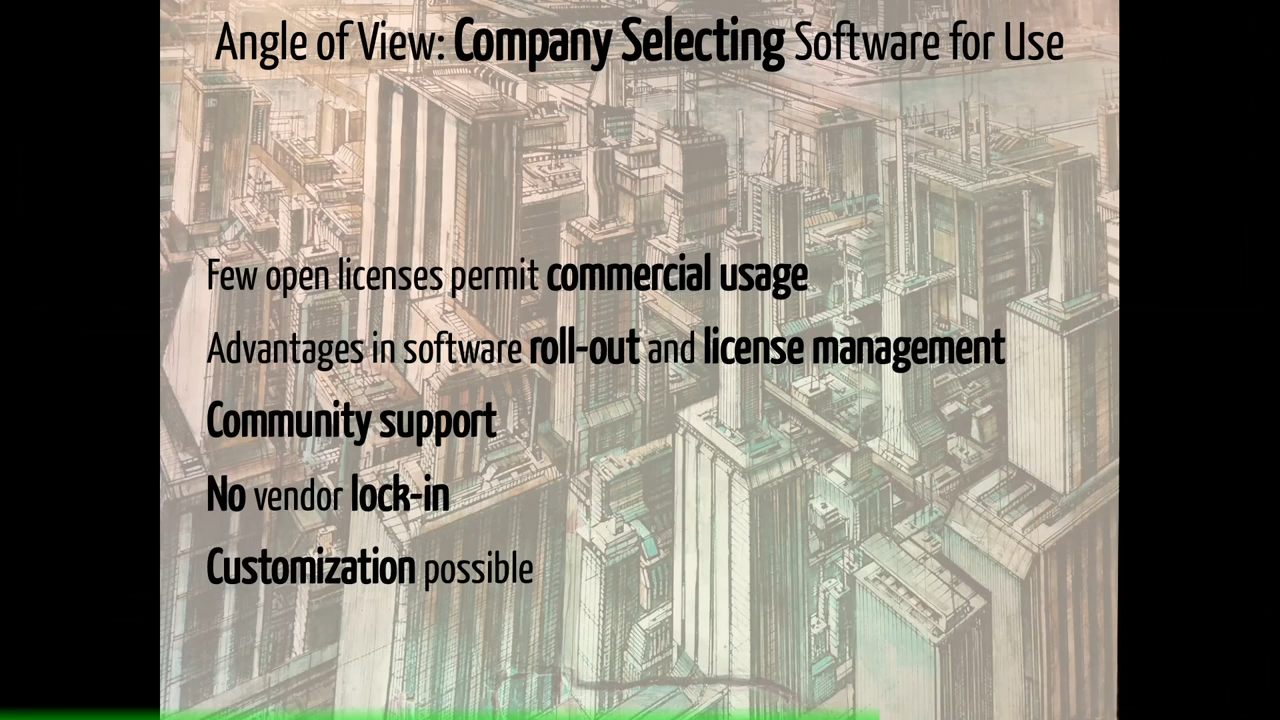 Angle of View: Company Selecting Software for Use
Few open licenses permit commercial usage
Advantages in software roll-out and license management
Community support
No vendor lock-in
Customization possible